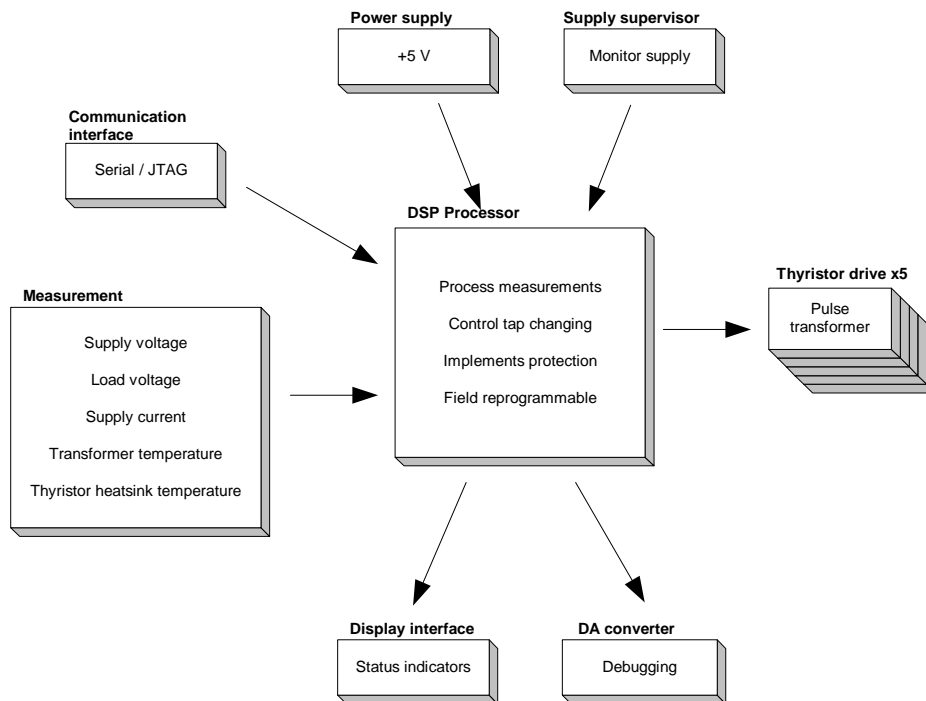 Power supply
+5 V
Supply supervisor
Monitor supply
Communication
interface
Serial / JTAG
DSP Processor
Process measurements
Control tap changing
Implements protection
Field reprogrammable
Measurement
Supply voltage
Load voltage
Supply current
Transformer temperature
Thyristor heatsink temperature
Thyristor drive x5
Pulse
transformer
Display interface
Status indicators
DA converter
Debugging